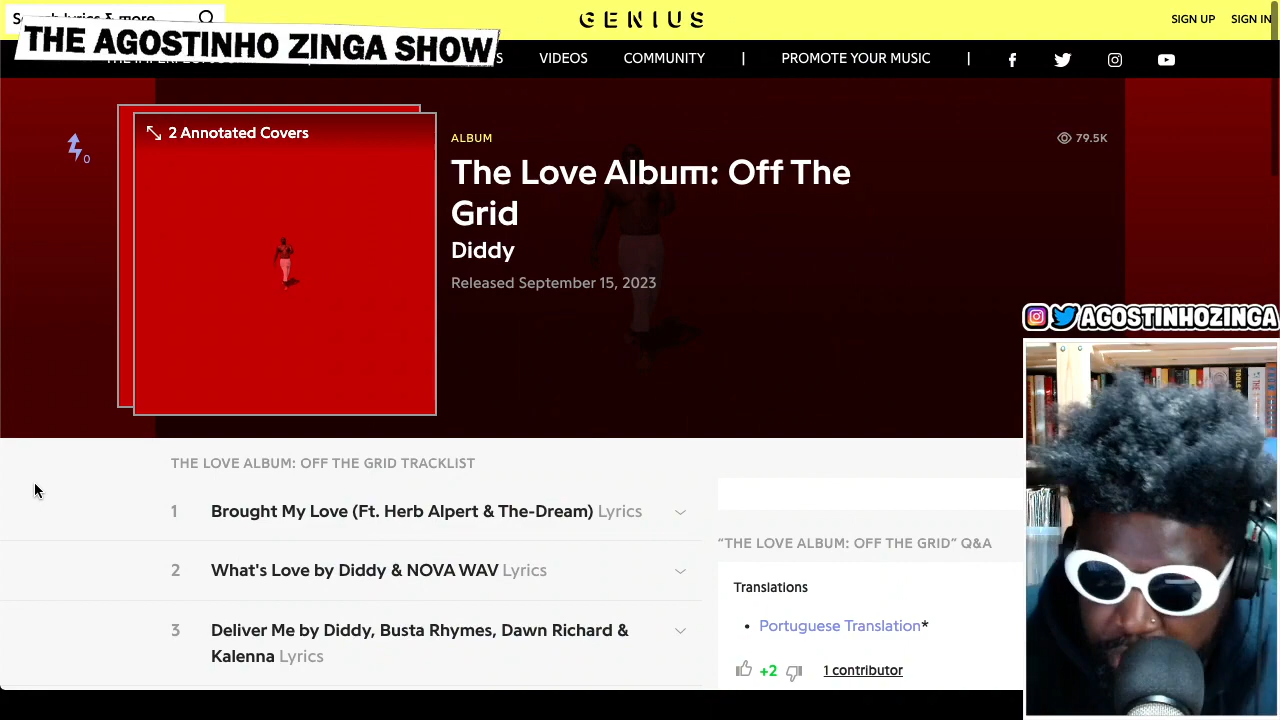 GENIUS
SIGN UP
SIGN IN
THE AGOSTINHO ZINGA SHOW
VIDEOS
COMMUNITY
|
PROMOTE YOUR MUSIC
|
0
2 Annotated Covers
ALBUM
79.5K
The Love Album: Off The
Grid
Diddy
Released September 15, 2023
AGOSTINHOZINGA
THE LOVE ALBUM: OFF THE GRID TRACKLIST
1 Brought My Love (Ft. Herb Alpert & The-Dream) Lyrics
2 What's Love by Diddy & NOVA WAV Lyrics
3 Deliver Me by Diddy, Busta Rhymes, Dawn Richard &
Kalenna Lyrics
“THE LOVE ALBUM: OFF THE GRID” Q&A
Translations
• Portuguese Translation*
+2
1 contributor